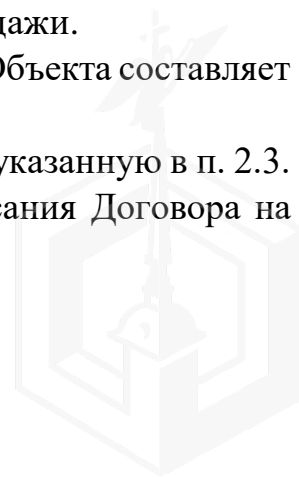 дажи.
Объекта составляет
указанную в п. 2.3.
сания Договора на